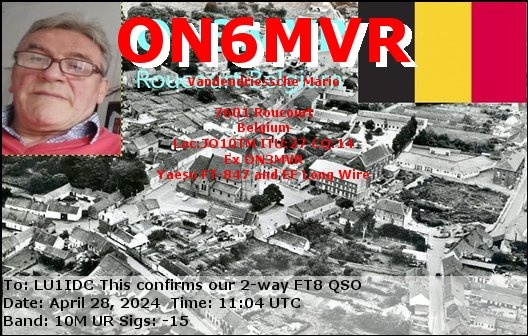 ON6MVR
Vandendriessche Mario
7601 Roucourt
Belgium
Loc:JO10TM ITU:27 CQ:14
Ex ON3MVR
Yaesu FT-847 and EF Long Wire
To: LU1IDC This confirms our 2-way FT8 QSO
Date: April 28, 2024 Time: 11:04 UTC
Band: 10M UR Sigs: -15